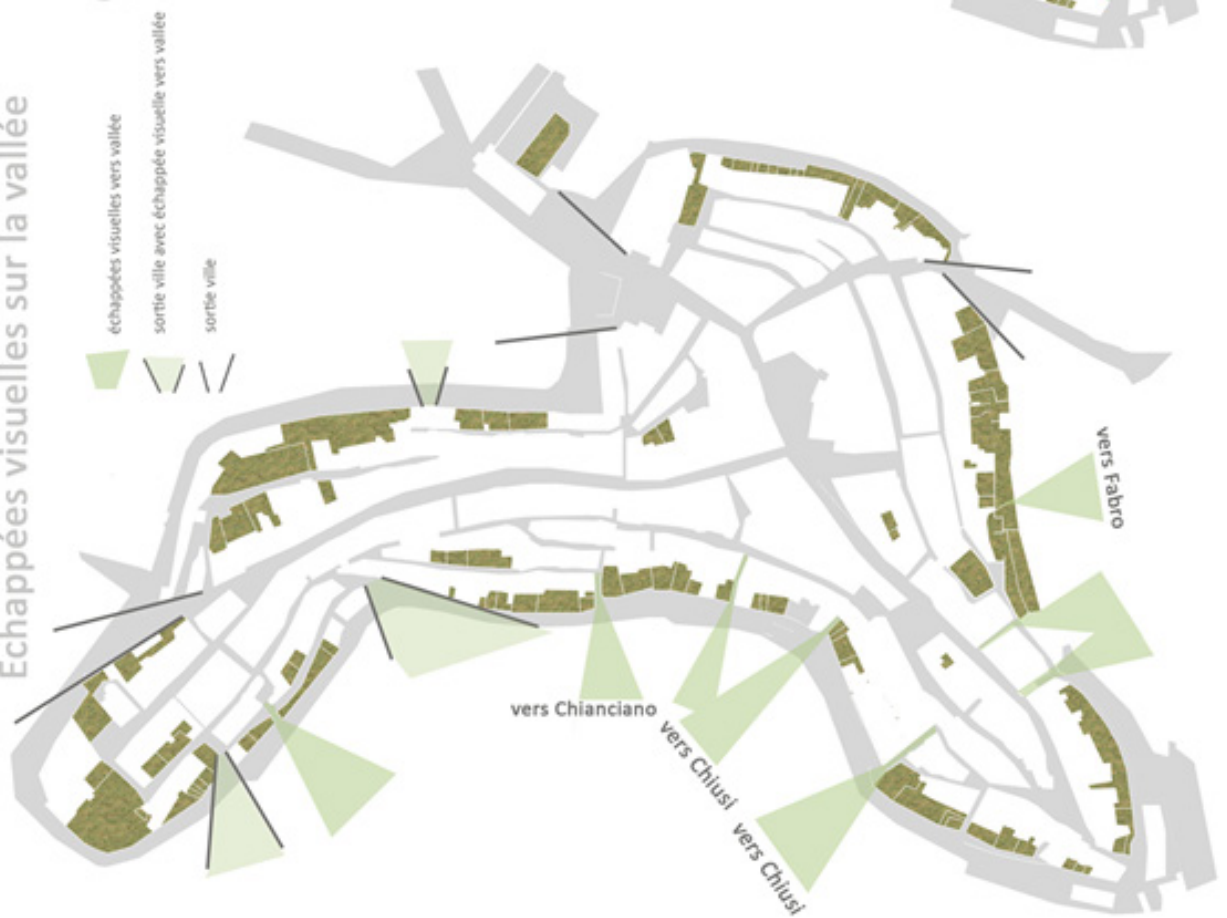 Echappées visuelles sur la vallée
échappées visuelles vers vallée
sortie ville avec échappée visuelle vers vallée
sortie ville
vers Fabro
vers Chianciano
vers Chiusi
vers Chiusi